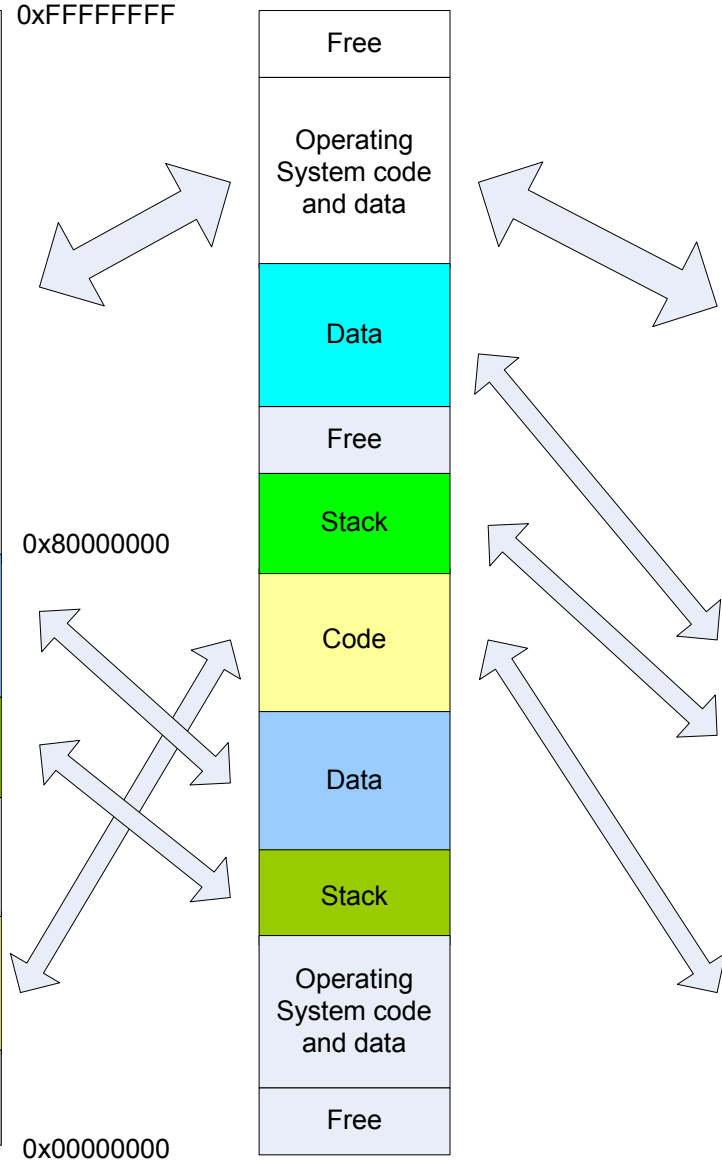 0xFFFFFFFF
Free
Operating
System code
and data
Data
Free
Stack
0x80000000
Code
Data
Stack
Operating
System code
and data
Free
0x00000000